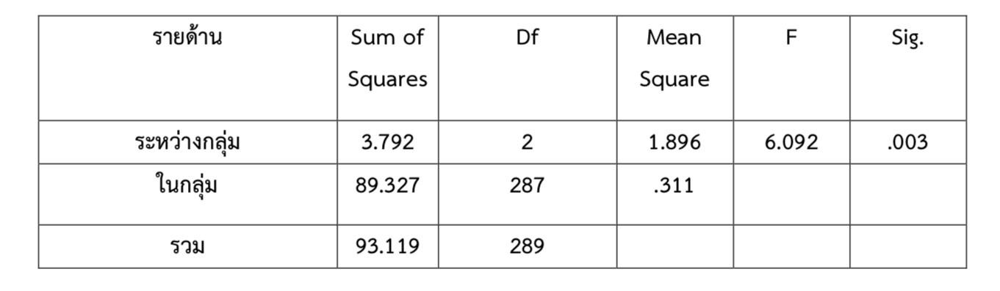 รายด้าน Sum of Df Mean F Sig.
Squares Square
ระหว่างกลุ่ม 3.792 2 1.896 6.092 .003
ในกลุ่ม 89.327 287 .311
รวม 93.119 289